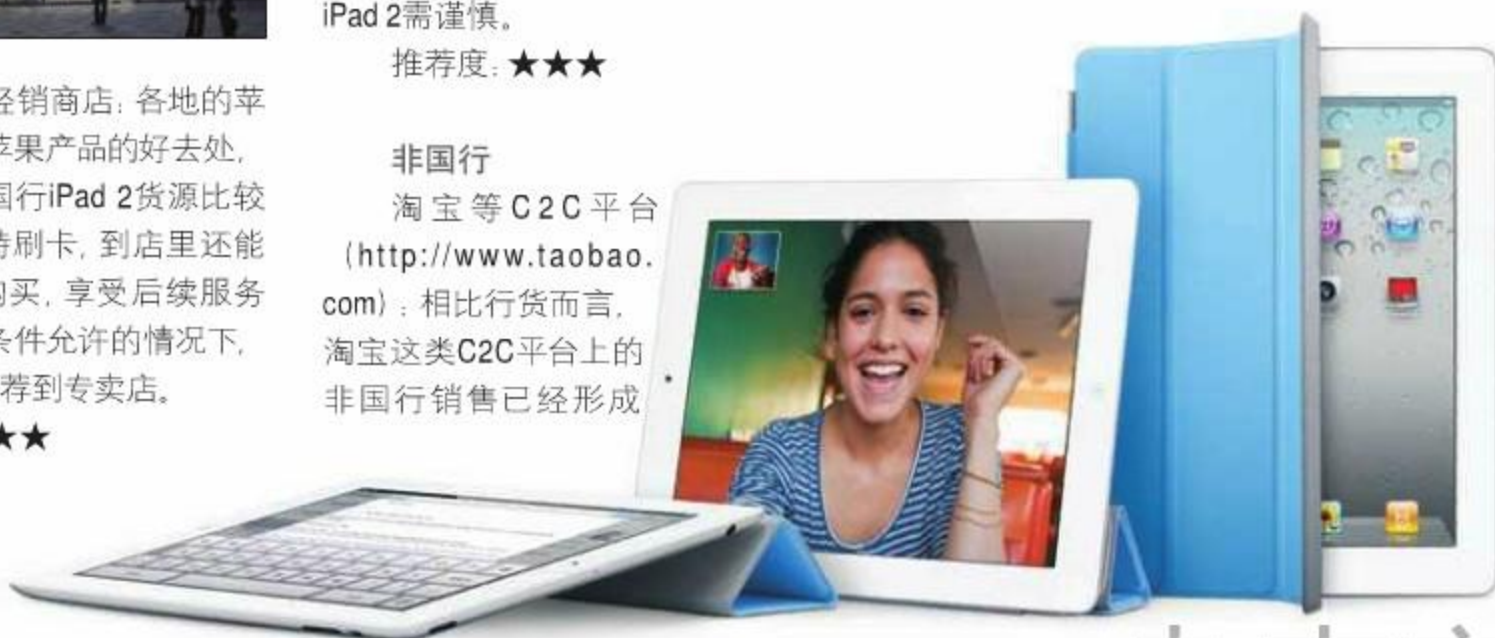 经销商店: 各地的苹
苹果产品的好去处,
国行iPad 2货源比较
持刷卡, 到店里还能
购买, 享受后续服务
条件允许的情况下,
荐到专卖店。
★★
iPad 2需谨慎。
推荐度: ★★★
非国行
淘宝等C2C平台
(http://www.taobao.
com) : 相比行货而言,
淘宝这类C2C平台上的
非国行销售已经形成